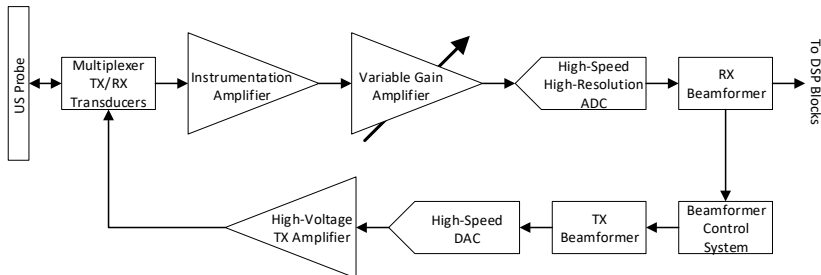 US Probe
Multiplexer
TX/RX
Transducers
Instrumentation
Amplifier
Variable Gain
Amplifier
High-Speed
High-Resolution
ADC
RX
Beamformer
To DSP Blocks
High-Voltage
TX Amplifier
High-Speed
DAC
TX
Beamformer
Beamformer
Control
System